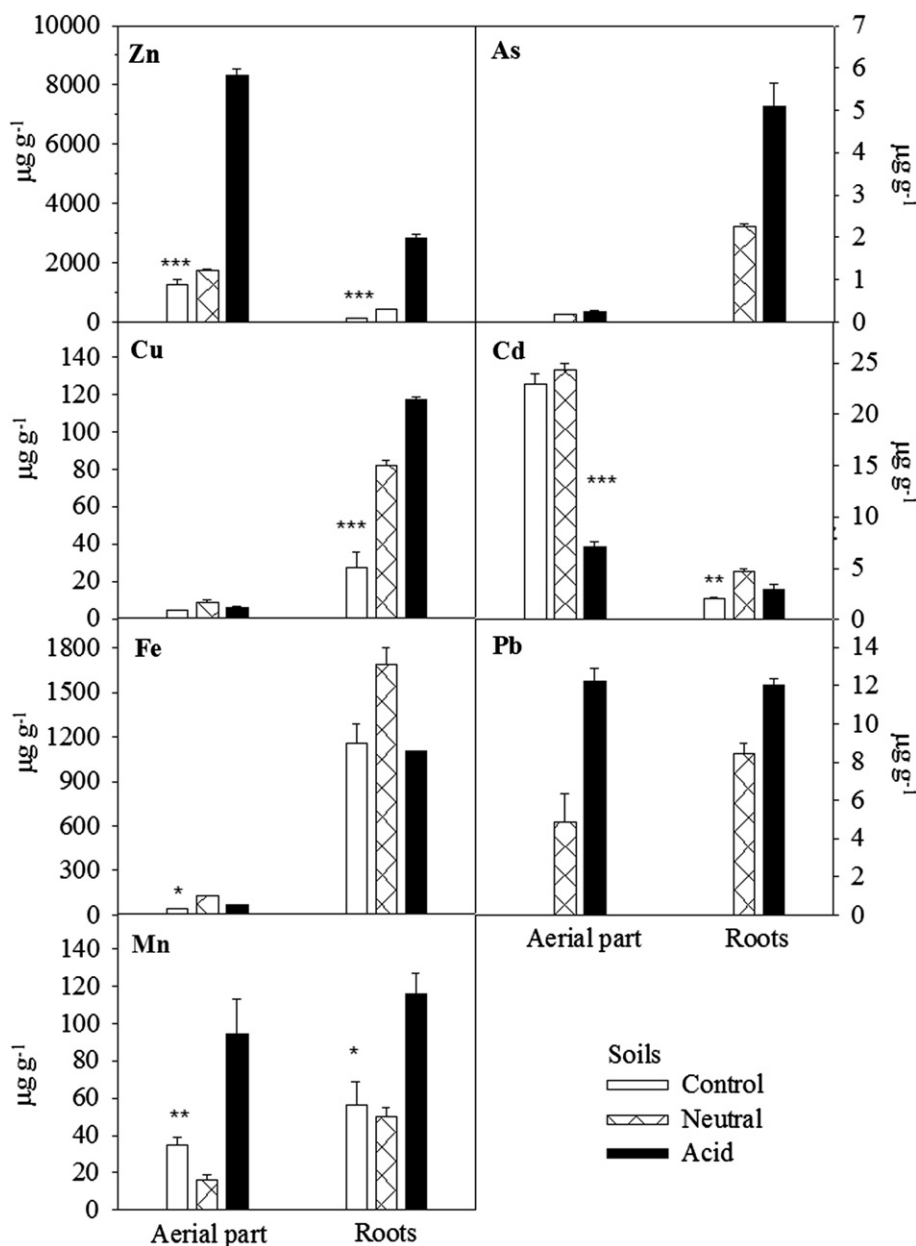 Zn
10000
8000
6000
4000
2000
0
µg g-1
***
***
As
7
6
5
4
3
2
1
0
µg g-1
Cu
140
120
100
80
60
40
20
0
µg g-1
***
Cd
25
20
15
10
5
0
µg g-1
***
**
Fe
1800
1500
1200
900
600
300
0
µg g-1
*
Pb
14
12
10
8
6
4
2
0
µg g-1
Aerial part Roots
Mn
140
120
100
80
60
40
20
0
µg g-1
**
*
Aerial part Roots
Soils
Control
Neutral
Acid